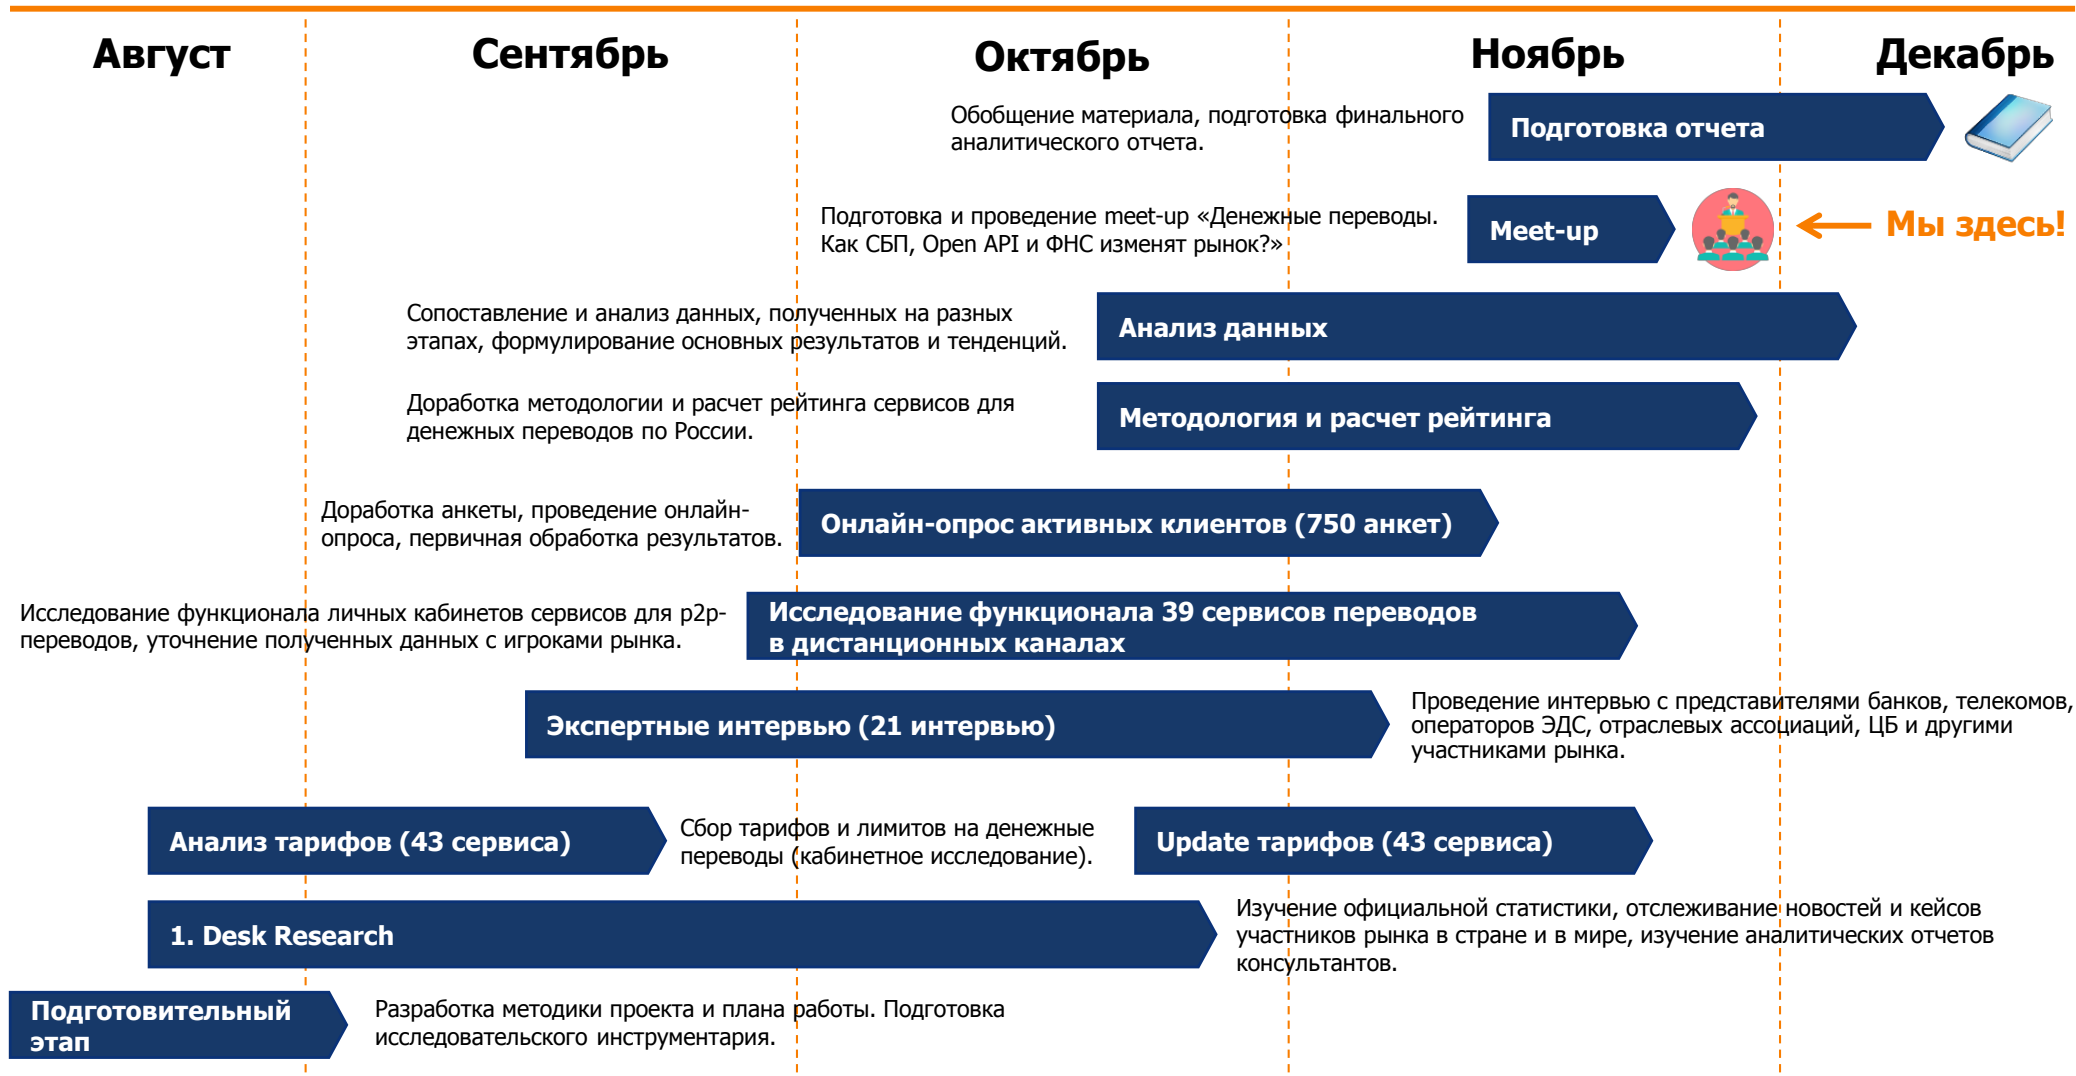 Август
Сентябрь
Октябрь
Ноябрь
Декабрь
Обобщение материала, подготовка финального
аналитического отчета.
Подготовка отчета
Подготовка и проведение meet-up «Денежные переводы.
Как СБП, Open API и ФНС изменят рынок?»
Meet-up
Мы здесь!
Сопоставление и анализ данных, полученных на разных
этапах, формулирование основных результатов и тенденций.
Анализ данных
Доработка методологии и расчет рейтинга сервисов для
денежных переводов по России.
Методология и расчет рейтинга
Доработка анкеты, проведение онлайн-
опроса, первичная обработка результатов.
Онлайн-опрос активных клиентов (750 анкет)
Исследование функционала личных кабинетов сервисов для p2p-
переводов, уточнение полученных данных с игроками рынка.
Исследование функционала 39 сервисов переводов
в дистанционных каналах
Экспертные интервью (21 интервью)
Проведение интервью с представителями банков, телекомов,
операторов ЭДС, отраслевых ассоциаций, ЦБ и другими
участниками рынка.
Анализ тарифов (43 сервиса)
Сбор тарифов и лимитов на денежные
переводы (кабинетное исследование).
Update тарифов (43 сервиса)
1. Desk Research
Изучение официальной статистики, отслеживание новостей и кейсов
участников рынка в стране и в мире, изучение аналитических отчетов
консультантов.
Подготовительный
этап
Разработка методики проекта и плана работы. Подготовка
исследовательского инструментария.